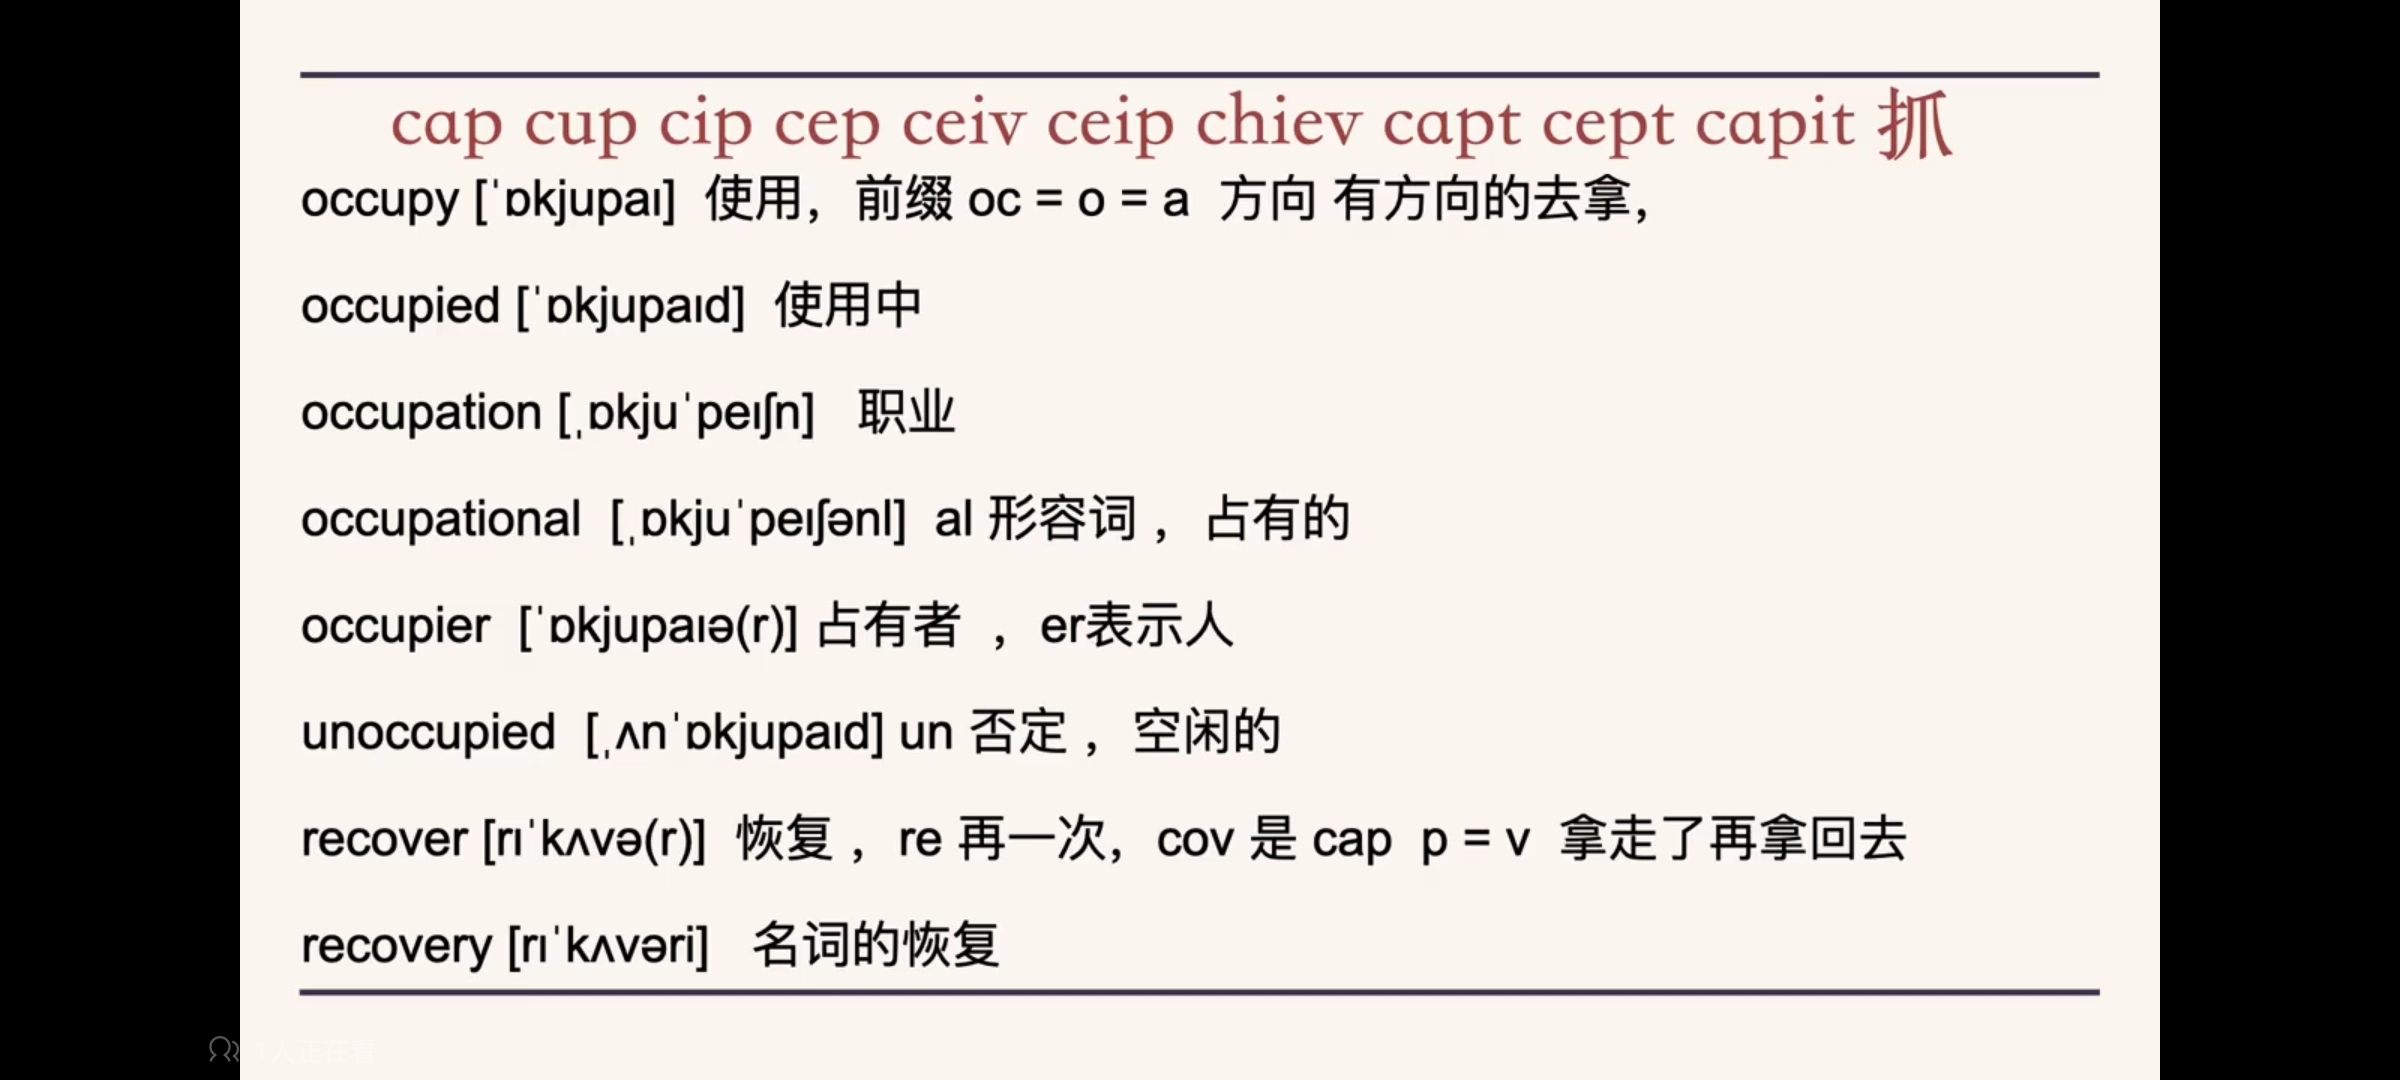 cap cup cip cep ceiv ceip chiev capt cept capit 抓
occupy [ˈɒkjupaɪ] 使用，前缀 oc = o = a 方向 有方向的去拿，
occupied [ˈɒkjupaɪd] 使用中
occupation [ˌɒkjuˈpeɪʃn] 职业
occupational [ˌɒkjuˈpeɪʃənl] al 形容词 ，占有的
occupier [ˈɒkjupaɪə(r)] 占有者 ，er表示人
unoccupied [ˌʌnˈɒkjupaɪd] un 否定 ，空闲的
recover [rɪˈkʌvə(r)] 恢复 ，re 再一次，cov 是 cap p = v 拿走了再拿回去
recovery [rɪˈkʌvəri] 名词的恢复
1人正在看